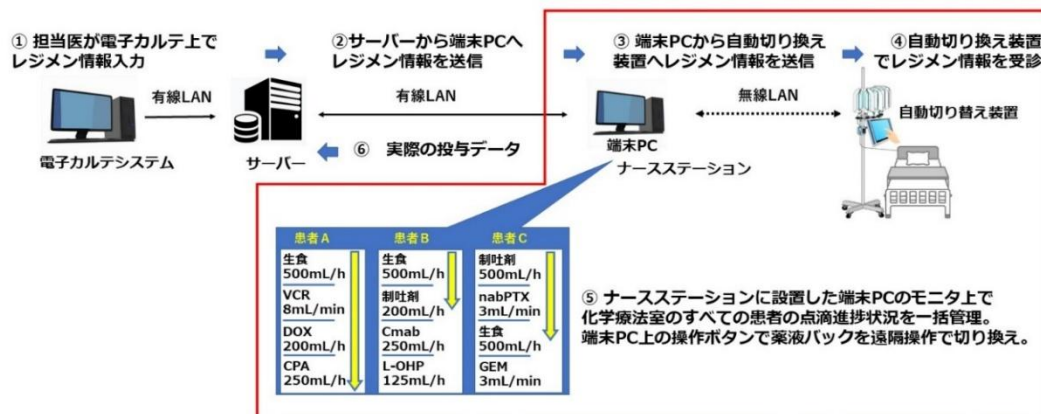 ① 担当医が電子カルテ上で
レジメン情報入力
②サーバーから端末PCへ
レジメン情報を送信
③ 端末PCから自動切り換え
装置へレジメン情報を送信
④自動切り換え装置
でレジメン情報を受診
有線LAN
有線LAN
無線LAN
自動切り替え装置
電子カルテシステム
サーバー
⑥ 実際の投与データ
端末PC
ナースステーション
患者A
生食
500mL/h
VCR
8mL/min
DOX
200mL/h
CPA
250mL/h
患者B
生食
500mL/h
制吐剤
200mL/h
Cmab
250mL/h
L-OHP
125mL/h
患者C
制吐剤
500mL/h
nabPTX
3mL/min
生食
500mL/h
GEM
3mL/min
⑤ ナースステーションに設置した端末PCのモニタ上で
化学療法室のすべての患者の点滴進捗状況を一括管理。
端末PC上の操作ボタンで薬液バックを遠隔操作で切り換え。